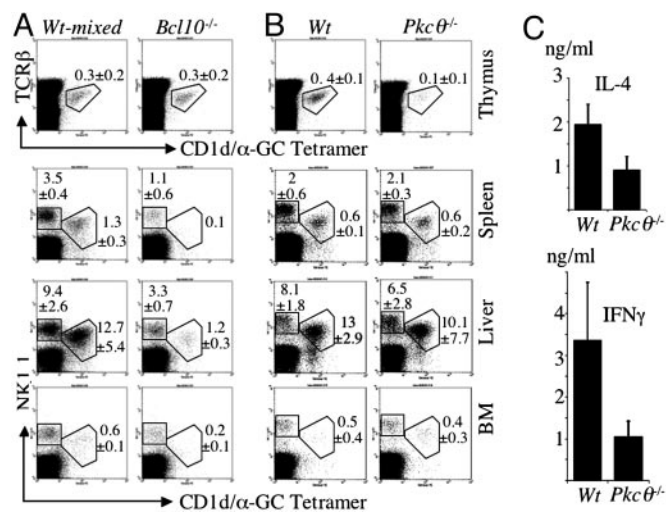 A
B
C
Wt-mixed Bcl10-/-
Wt Pkcθ-/-
TCRβ
0.3±0.2
0.3±0.2
0. 4±0.1
0.1±0.1
Thymus
CD1d/α-GC Tetramer
3.5
±0.4
1.3
±0.3
1.1
±0.6
0.1
2
±0.6
0.6
±0.1
2.1
±0.3
0.6
±0.2
Spleen
9.4
±2.6
12.7
±5.4
3.3
±0.7
1.2
±0.3
8.1
±1.8
13
±2.9
6.5
±2.8
10.1
±7.7
Liver
NK1.1
0.6
±0.1
0.2
±0.1
0.5
±0.4
0.4
±0.3
BM
CD1d/α-GC Tetramer
ng/ml
IL-4
3
2
1
Wt Pkcθ-/-
ng/ml
IFNγ
4
3
2
1
Wt Pkcθ-/-